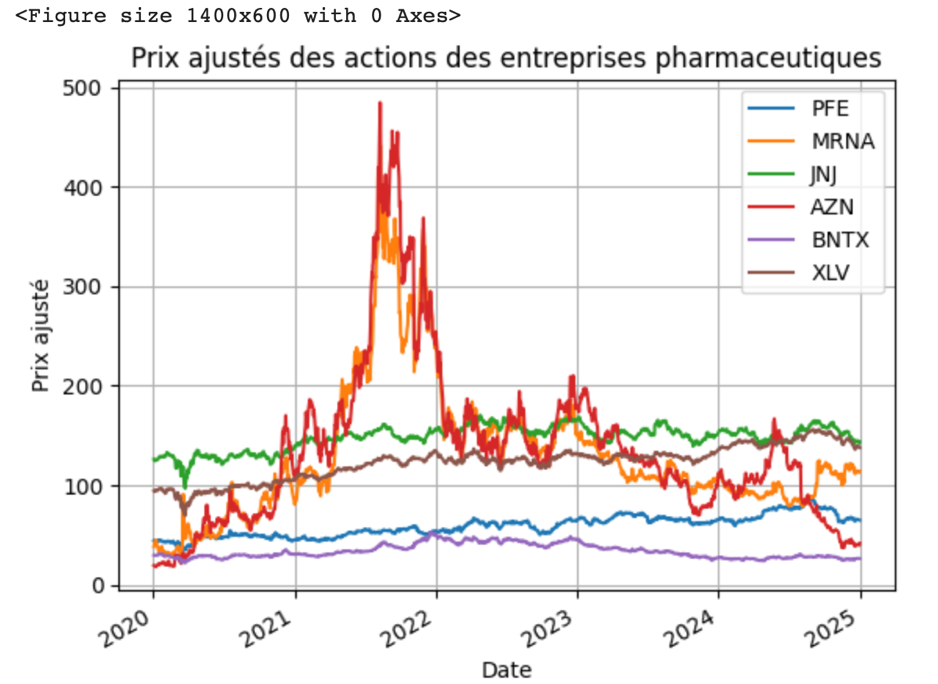 <Figure size 1400x600 with 0 Axes>
Prix ajustés des actions des entreprises pharmaceutiques
500
400
300
200
100
0
Prix ajusté
PFE
MRNA
JNJ
AZN
BNTX
XLV
2020
2021
2022
2023
2024
2025
Date